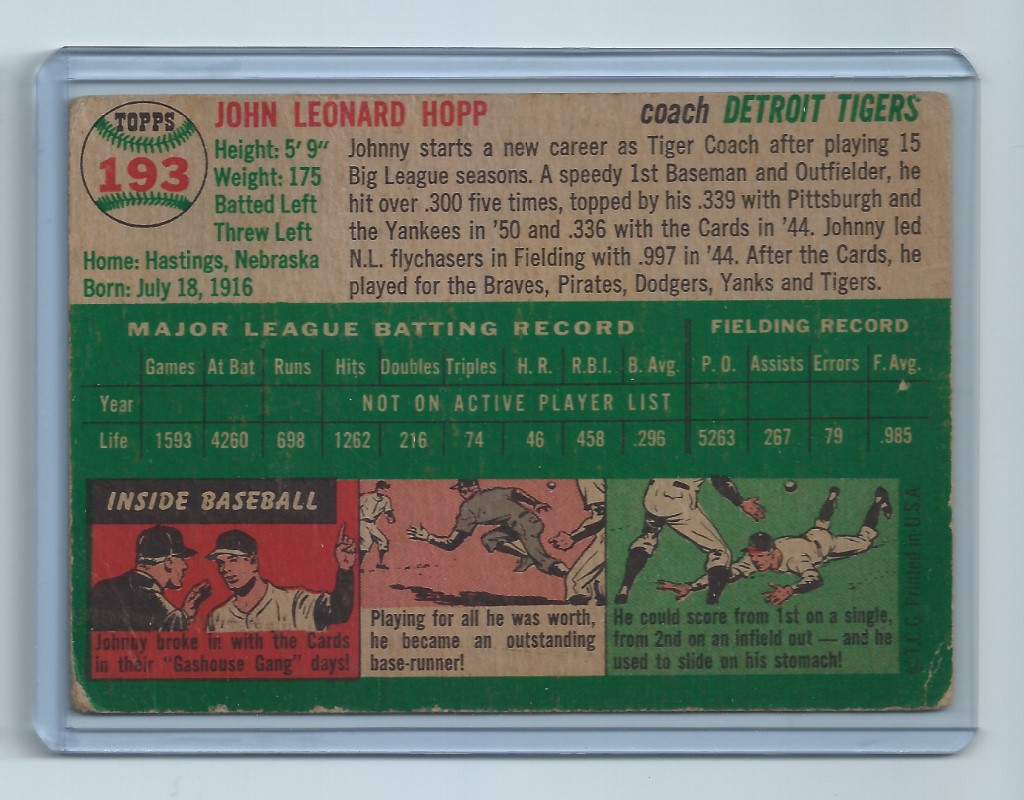 TOPPS
193
JOHN LEONARD HOPP
coach DETROIT TIGERS
Height: 5' 9"
Weight: 175
Batted Left
Threw Left
Home: Hastings, Nebraska
Born: July 18, 1916
Johnny starts a new career as Tiger Coach after playing 15
Big League seasons. A speedy 1st Baseman and Outfielder, he
hit over .300 five times, topped by his .339 with Pittsburgh and
the Yankees in '50 and .336 with the Cards in '44. Johnny led
N.L. flychasers in Fielding with .997 in '44. After the Cards, he
played for the Braves, Pirates, Dodgers, Yanks and Tigers.
MAJOR LEAGUE BATTING RECORD FIELDING RECORD
Games At Bat Runs Hits Doubles Triples H. R. R.B.I. B. Avg. P. O. Assists Errors F. Avg.
Year NOT ON ACTIVE PLAYER LIST
Life 1593 4260 698 1262 216 74 46 458 .296 5263 267 79 .985
INSIDE BASEBALL
Johnny broke in with the Cards
in their "Gashouse Gang" days!
Playing for all he was worth,
he became an outstanding
base-runner!
He could score from 1st on a single,
from 2nd on an infield out — and he
used to slide on his stomach!
©T.C.G. Printed in U.S.A